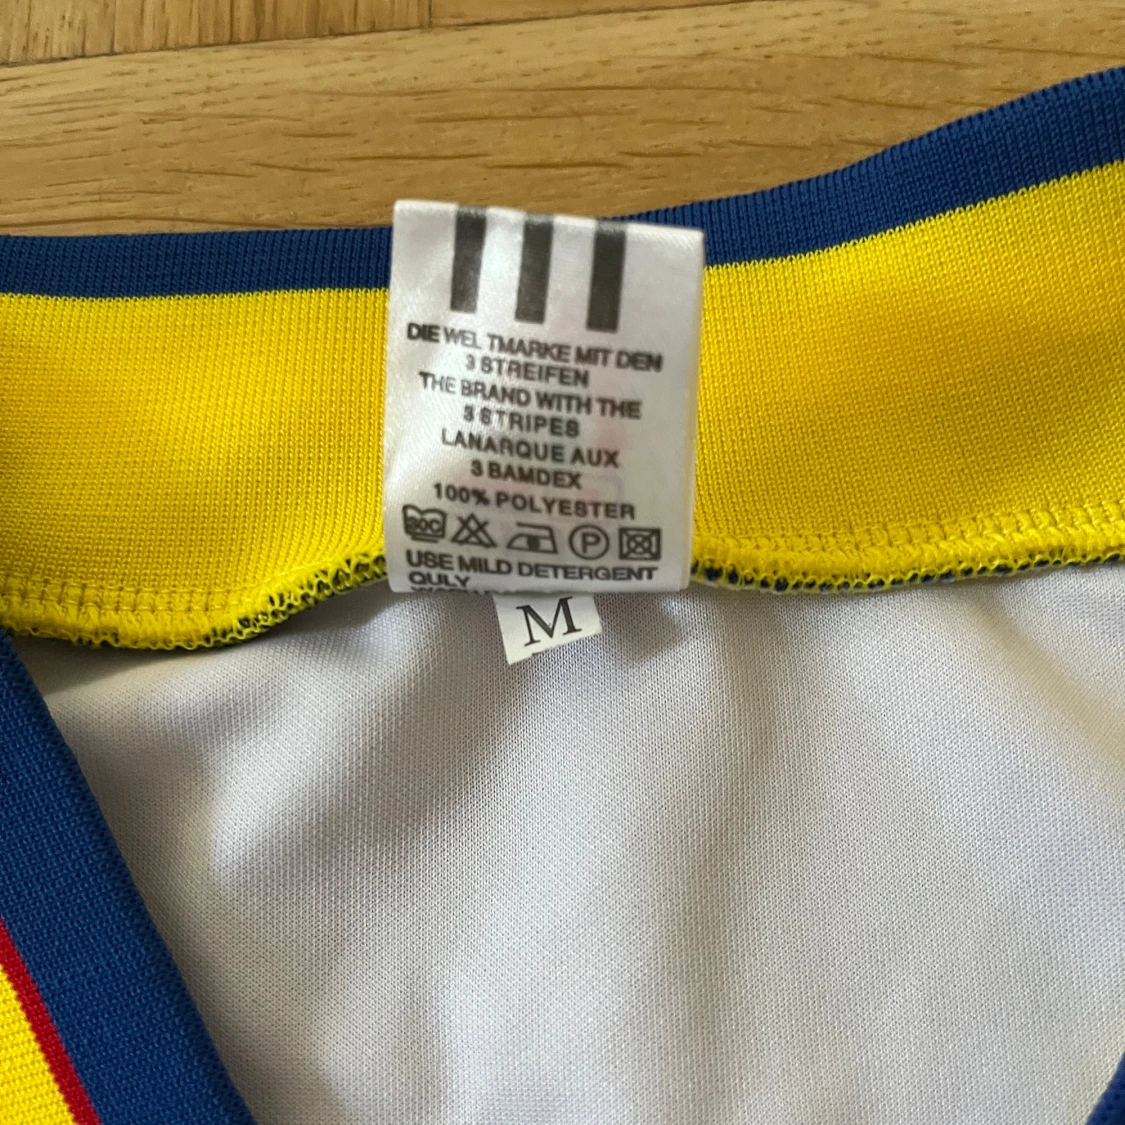 DIE WEL TMARKE MIT DEN
3 STREIFEN
THE BRAND WITH THE
3 STRIPES
LANARQUE AUX
3 BAMDEX
100% POLYESTER
30C P
USE MILD DETERGENT
QULY
M